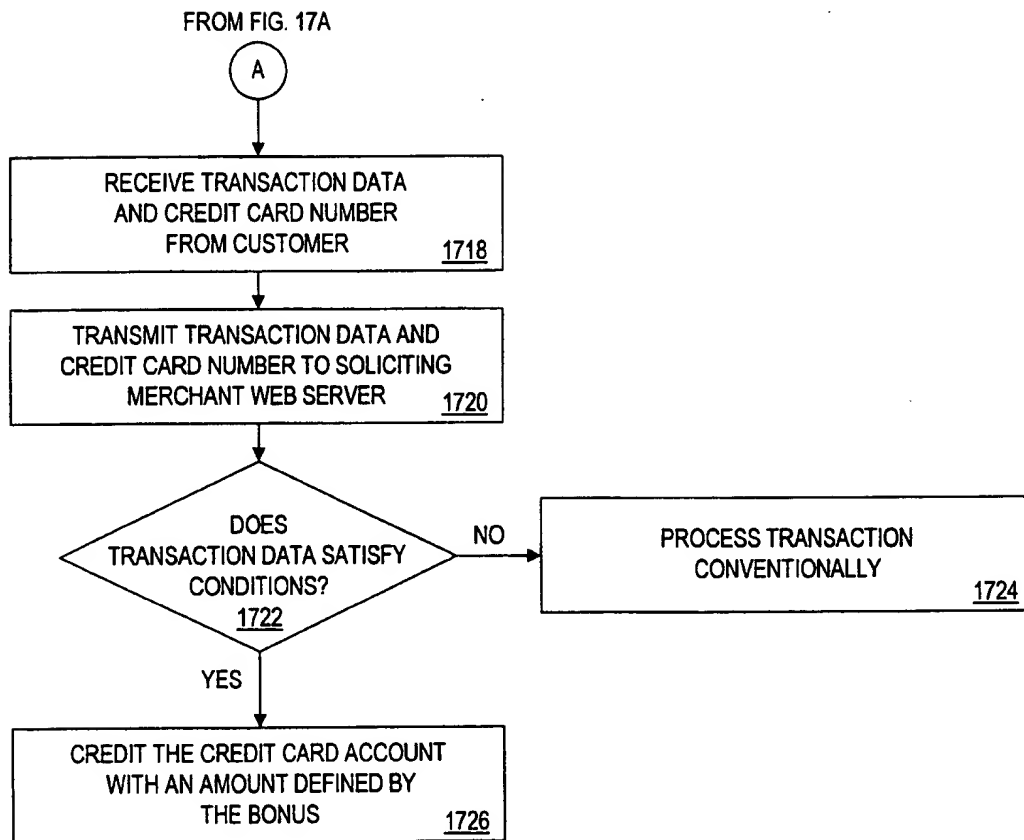 FROM FIG. 17A
A
RECEIVE TRANSACTION DATA
AND CREDIT CARD NUMBER
FROM CUSTOMER
1718
TRANSMIT TRANSACTION DATA AND
CREDIT CARD NUMBER TO SOLICITING
MERCHANT WEB SERVER
1720
DOES
TRANSACTION DATA SATISFY
CONDITIONS?
1722
NO
PROCESS TRANSACTION
CONVENTIONALLY
1724
YES
CREDIT THE CREDIT CARD ACCOUNT
WITH AN AMOUNT DEFINED BY
THE BONUS
1726